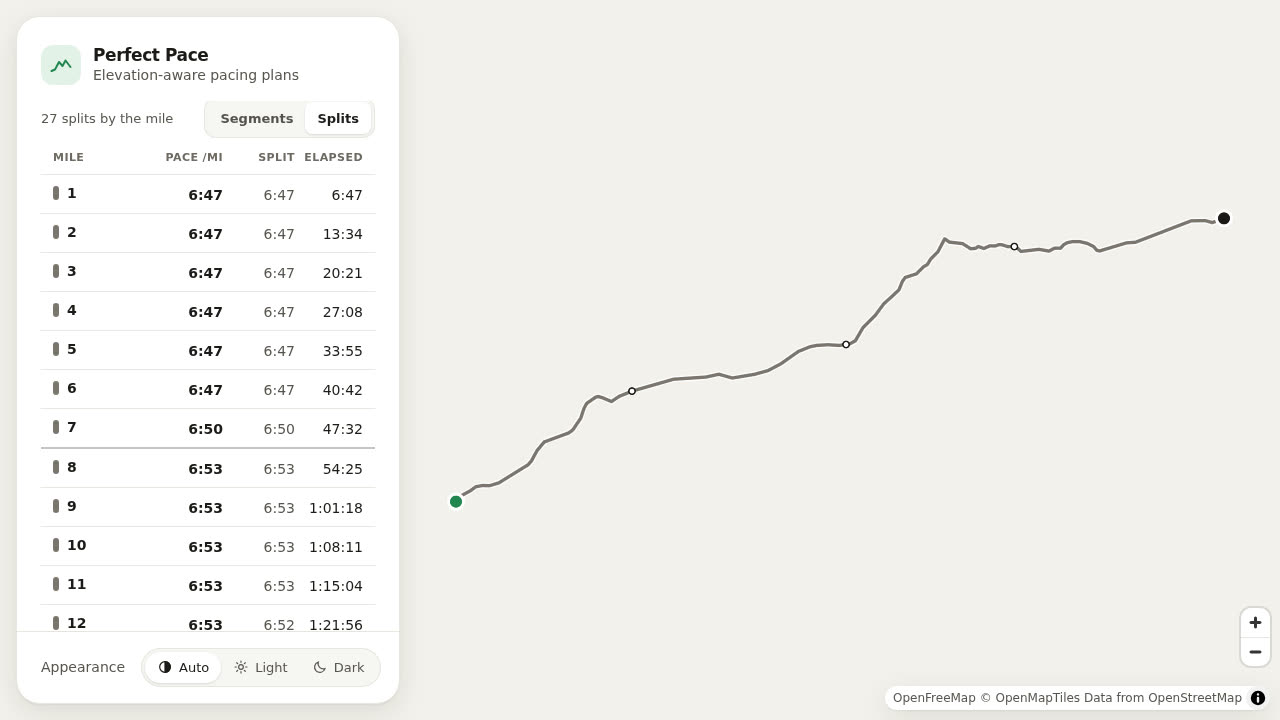 Perfect Pace
Elevation-aware pacing plans
27 splits by the mile
Segments Splits
MILE PACE /MI SPLIT ELAPSED
1 6:47 6:47 6:47
2 6:47 6:47 13:34
3 6:47 6:47 20:21
4 6:47 6:47 27:08
5 6:47 6:47 33:55
6 6:47 6:47 40:42
7 6:50 6:50 47:32
8 6:53 6:53 54:25
9 6:53 6:53 1:01:18
10 6:53 6:53 1:08:11
11 6:53 6:53 1:15:04
12 6:53 6:52 1:21:56
Appearance Auto Light Dark
OpenFreeMap © OpenMapTiles Data from OpenStreetMap